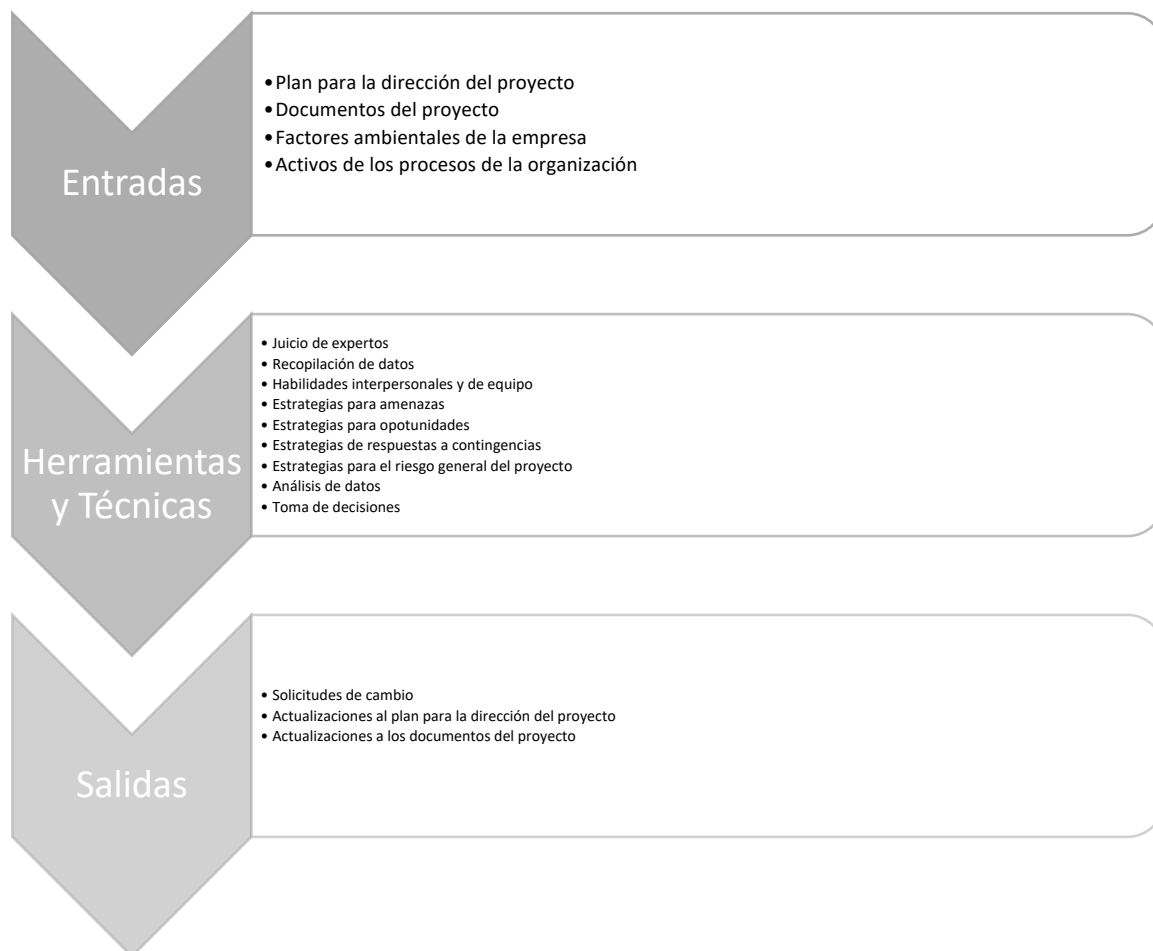 Entradas
•Plan para la dirección del proyecto
•Documentos del proyecto
•Factores ambientales de la empresa
•Activos de los procesos de la organización
Herramientas
y Técnicas
• Juicio de expertos
• Recopilación de datos
• Habilidades interpersonales y de equipo
• Estrategias para amenazas
• Estrategias para opotunidades
• Estrategias de respuestas a contingencias
• Estrategias para el riesgo general del proyecto
• Análisis de datos
• Toma de decisiones
Salidas
• Solicitudes de cambio
• Actualizaciones al plan para la dirección del proyecto
• Actualizaciones a los documentos del proyecto